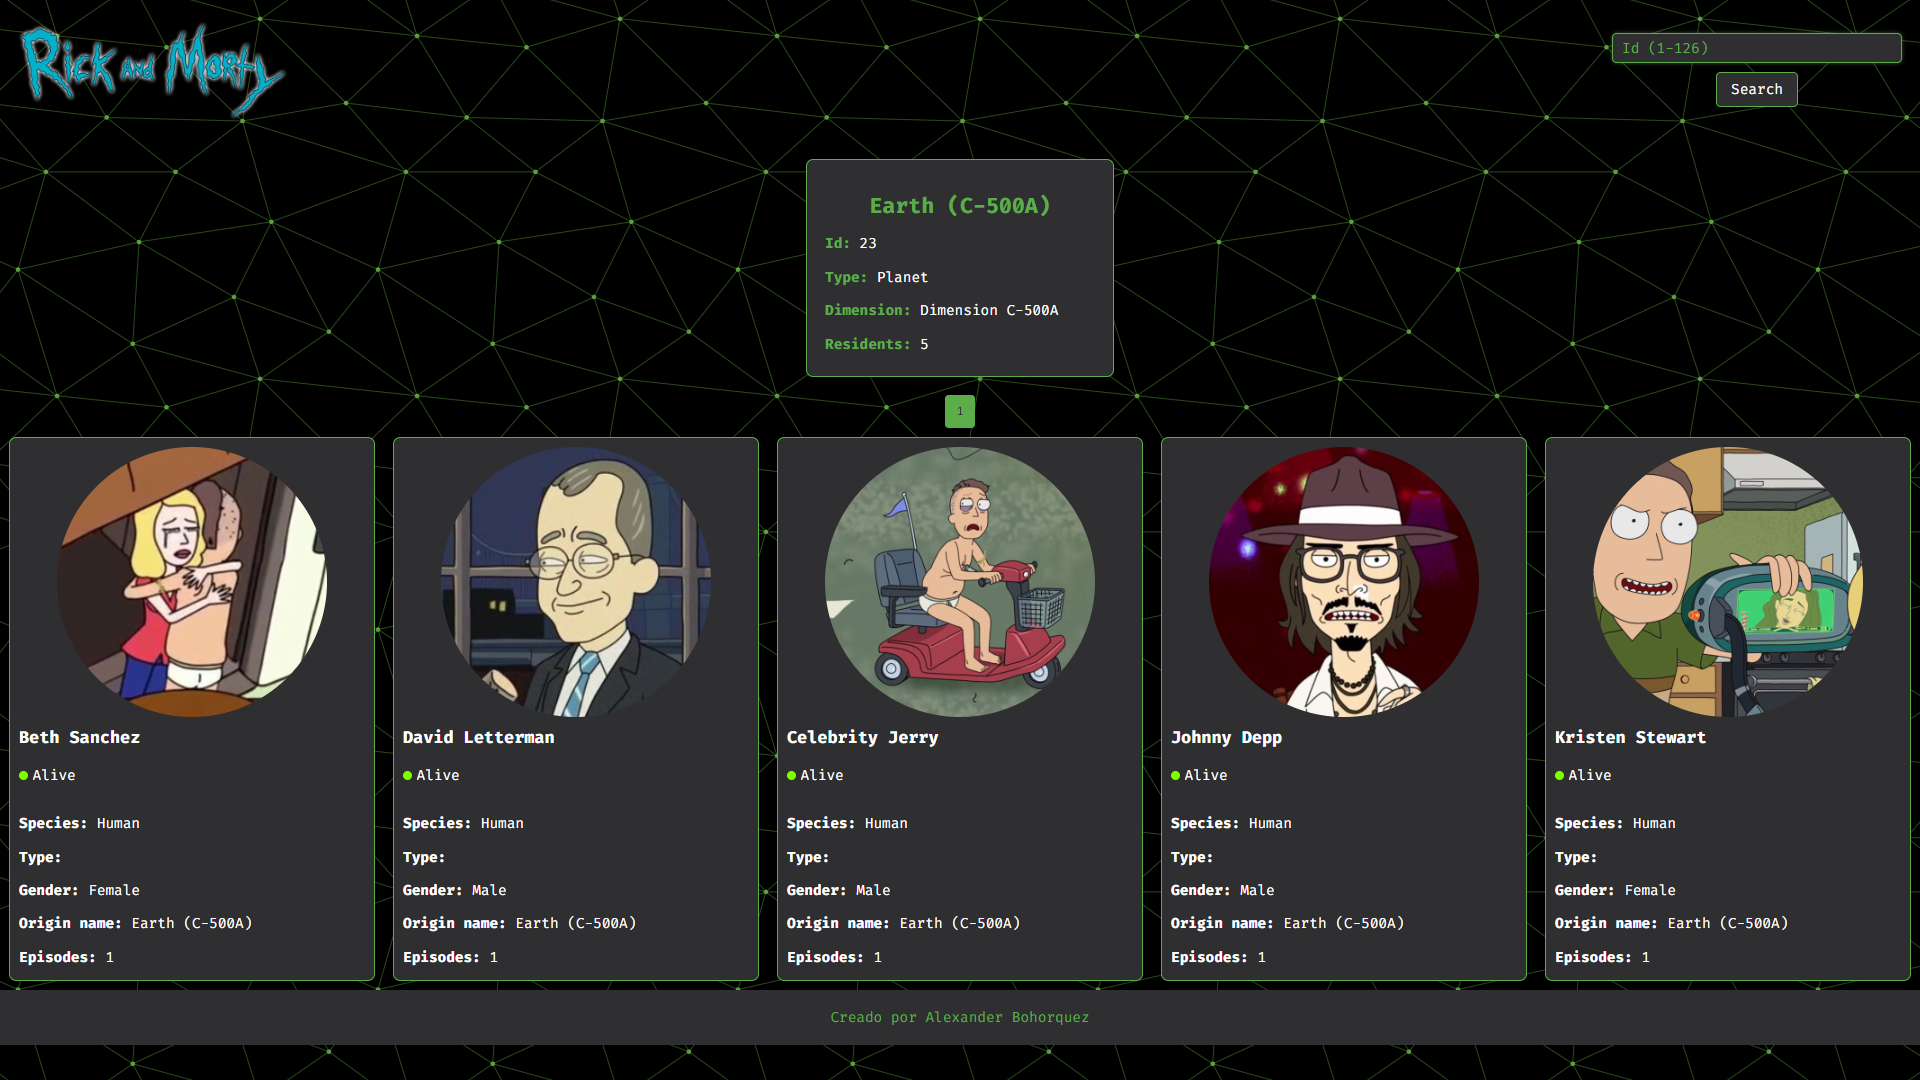 Rick and Morty
Id (1-126)
Search
Earth (C-500A)
Id: 23
Type: Planet
Dimension: Dimension C-500A
Residents: 5
1
Beth Sanchez
Alive
Species: Human
Type:
Gender: Female
Origin name: Earth (C-500A)
Episodes: 1
David Letterman
Alive
Species: Human
Type:
Gender: Male
Origin name: Earth (C-500A)
Episodes: 1
Celebrity Jerry
Alive
Species: Human
Type:
Gender: Male
Origin name: Earth (C-500A)
Episodes: 1
Johnny Depp
Alive
Species: Human
Type:
Gender: Male
Origin name: Earth (C-500A)
Episodes: 1
Kristen Stewart
Alive
Species: Human
Type:
Gender: Female
Origin name: Earth (C-500A)
Episodes: 1
Creado por Alexander Bohorquez